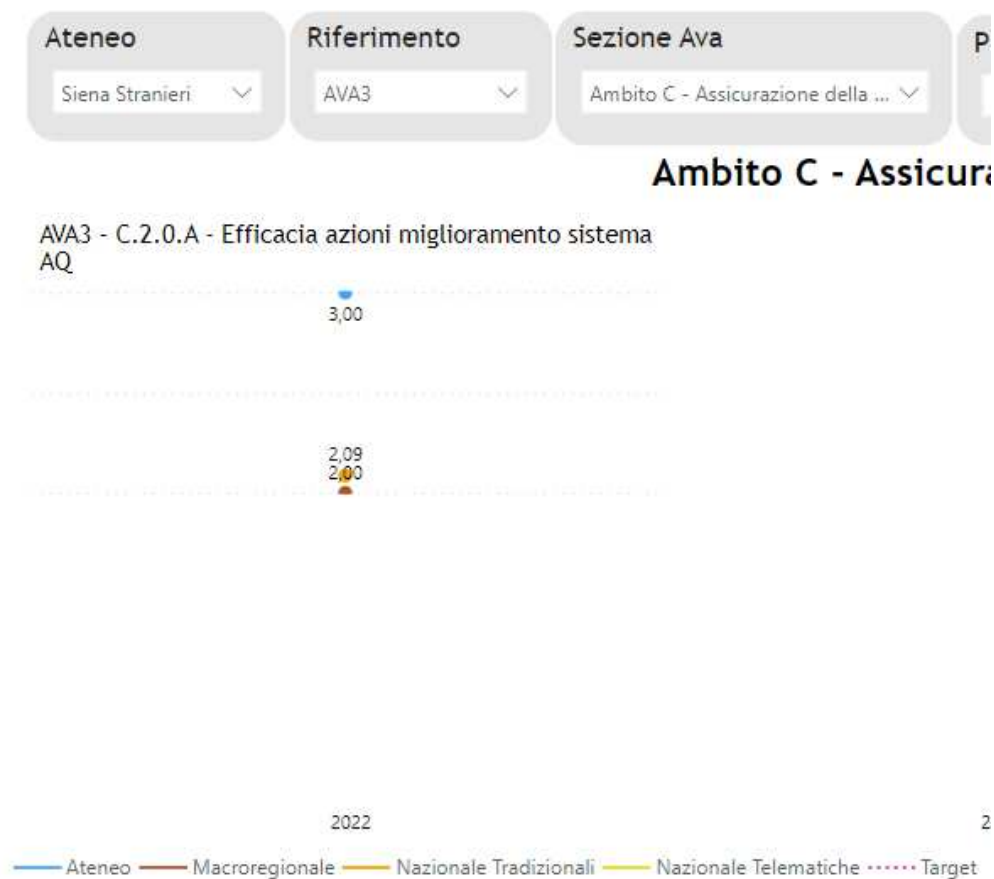 Ateneo
Riferimento
Sezione Ava
P
Siena Stranieri
AVA3
Ambito C - Assicurazione della ...
Ambito C - Assicura
AVA3 - C.2.0.A - Efficacia azioni miglioramento sistema
AQ
3,00
2,09
2,00
2022
2
Ateneo Macroregionale Nazionale Tradizionali Nazionale Telematiche Target